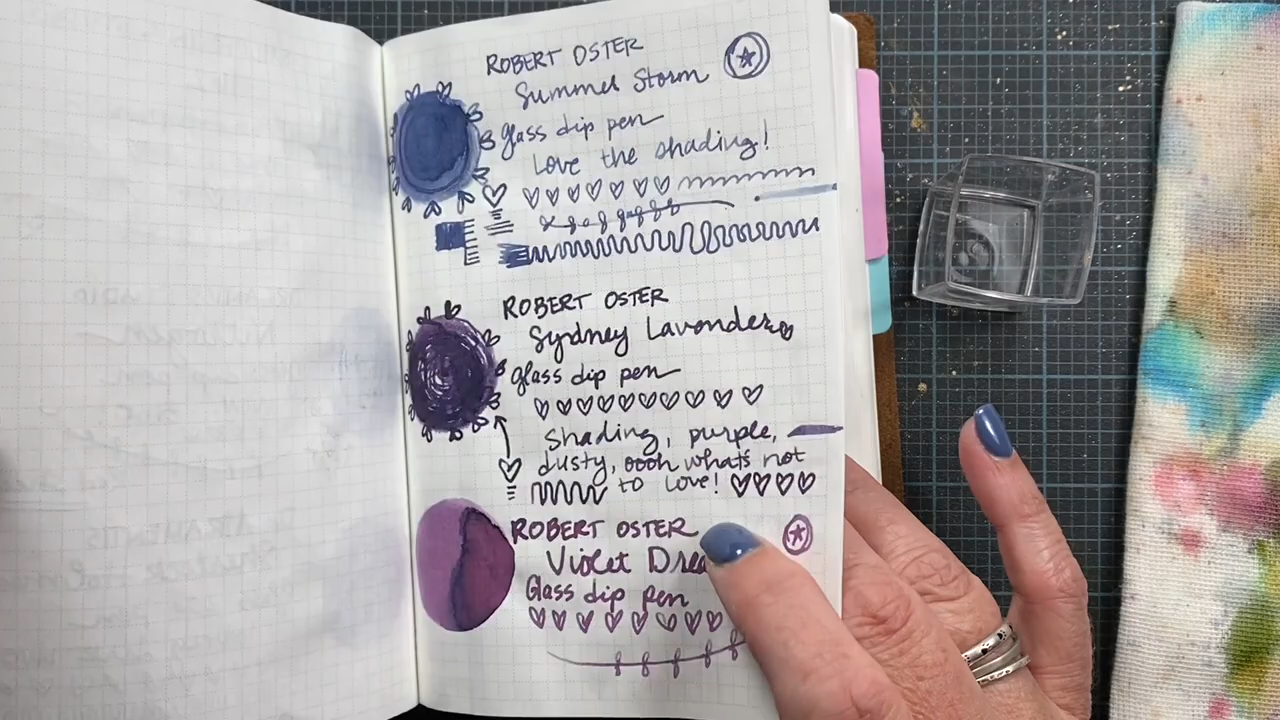 ROBERT OSTER
Summer Storm
glass dip pen
Love the shading!
ROBERT OSTER
Sydney Lavender
glass dip pen
shading, purple,
dusty, oooh whats not
to love!
ROBERT OSTER
Violet
Glass dip pen